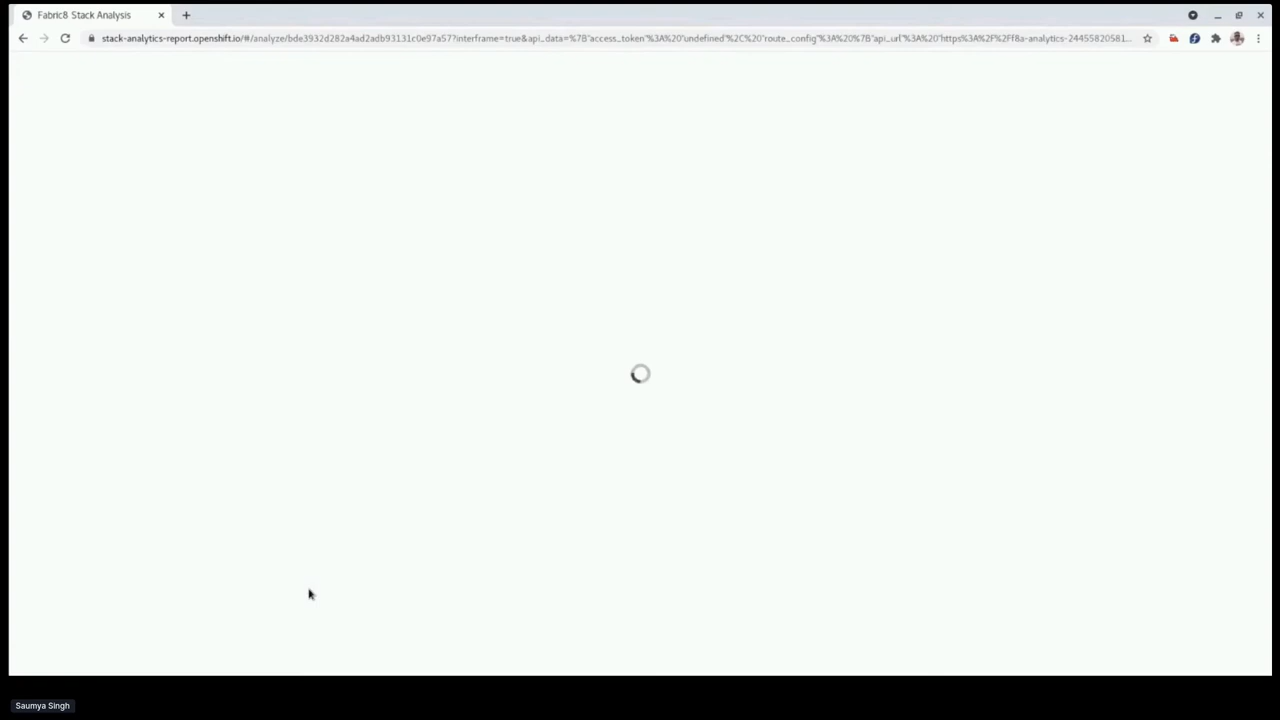 Fabric8 Stack Analysis
stack-analytics-report.openshift.io/#/analyze/bde3932d282a4ad2adb93131c0e97a57?interframe=true&api_data=%7B"access_token"%3A%20"undefined"%2C%20"route_config"%3A%20%7B"api_url"%3A%20"https%3A%2F%2Ff8a-analytics-24455820581...
Saumya Singh